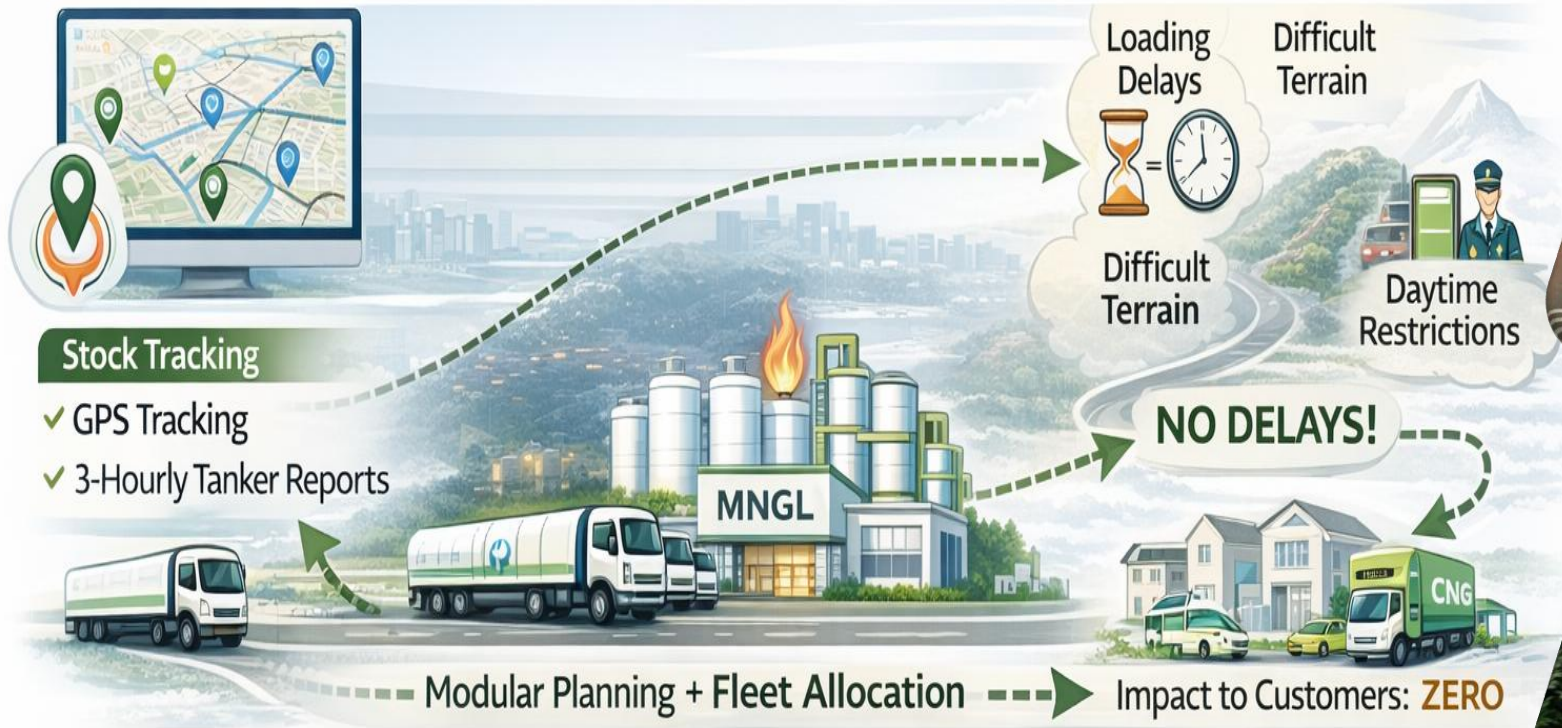 Loading
Delays
=
Difficult
Terrain
Difficult
Terrain
Daytime
Restrictions
Stock Tracking
✓ GPS Tracking
✓ 3-Hourly Tanker Reports
MNGL
NO DELAYS!
CNG
Modular Planning + Fleet Allocation
Impact to Customers: ZERO